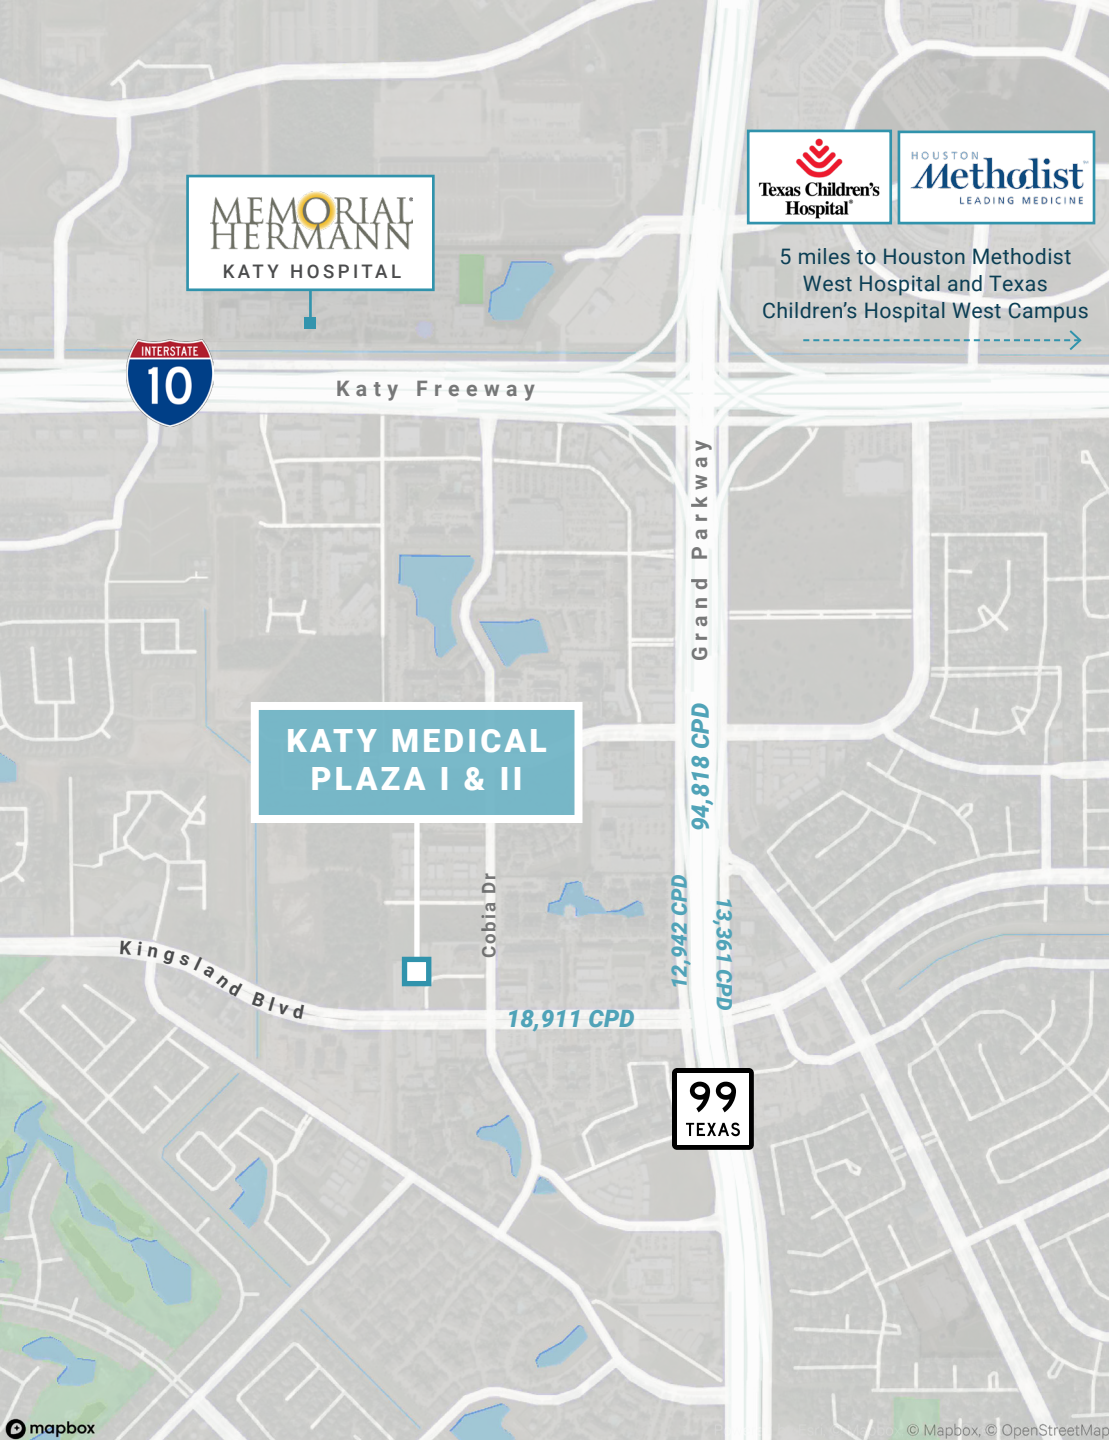 Texas Children's
Hospital®
HOUSTON
Methodist
LEADING MEDICINE
MEMORIAL®
HERMANN
KATY HOSPITAL
5 miles to Houston Methodist
West Hospital and Texas
Children's Hospital West Campus
INTERSTATE
10
Katy Freeway
Grand Parkway
KATY MEDICAL
PLAZA I & II
94,818 CPD
Cobia Dr
12,942 CPD
13,361 CPD
Kingsland Blvd
18,911 CPD
99
TEXAS
mapbox
© Mapbox, © OpenStreetMap